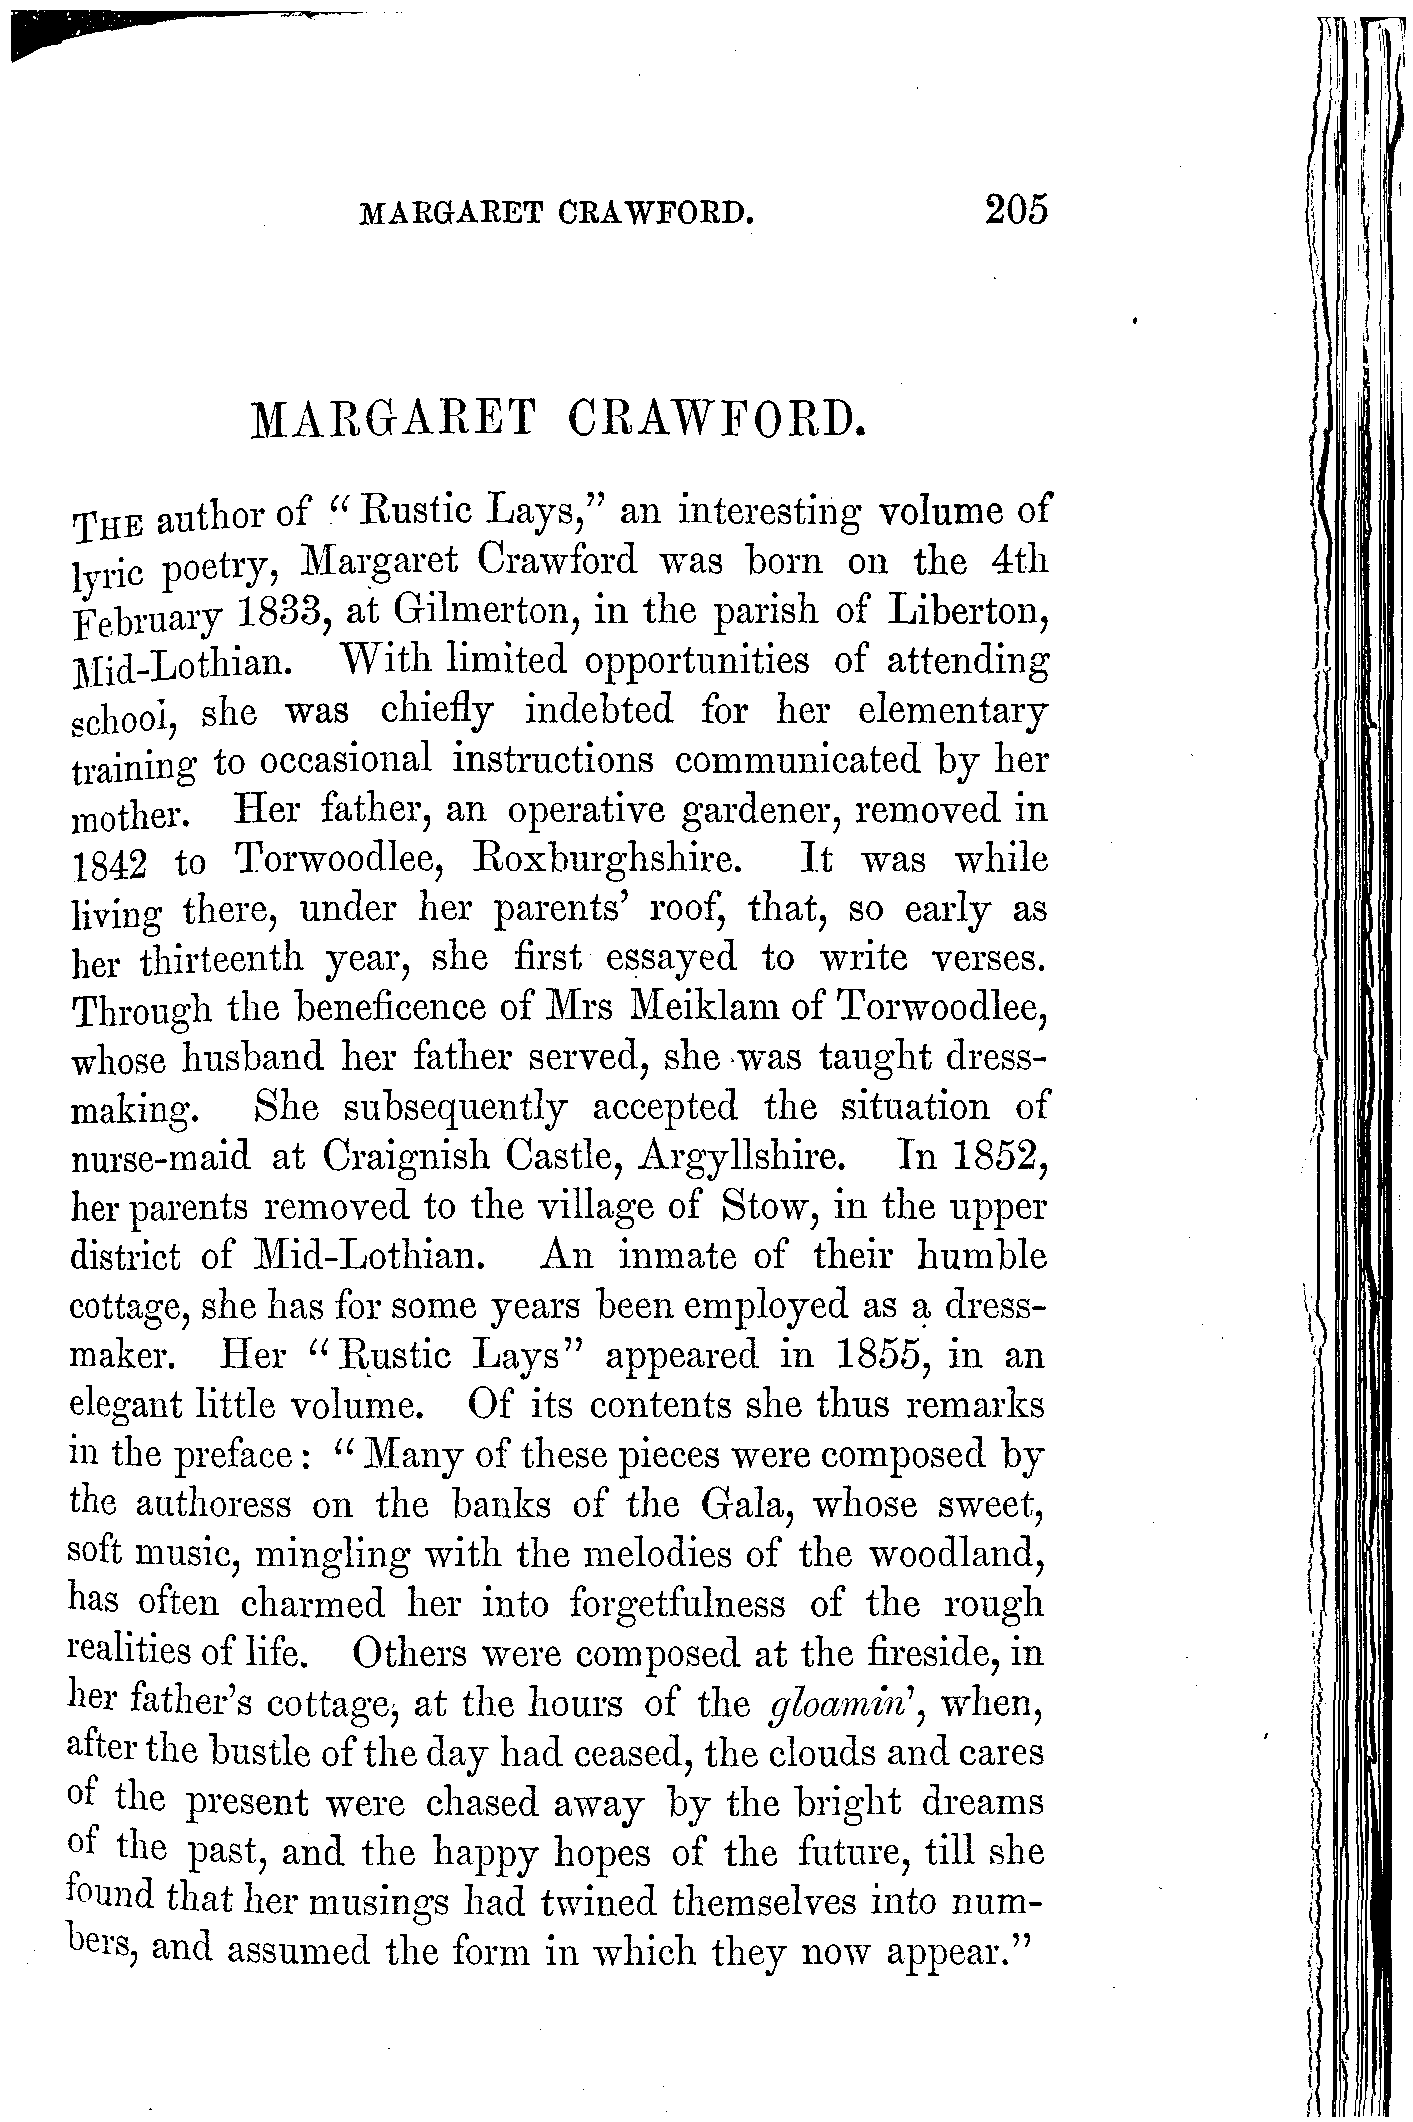 MARGARET CRAWFORD. 205
MARGARET CRAWFORD.
THE author of "Rustic Lays," an interesting volume of
lyric poetry, Margaret Crawford was born on the 4th
February 1833, at Gilmerton, in the parish of Liberton,
Mid-Lothian. With limited opportunities of attending
school, she was chiefly indebted for her elementary
training to occasional instructions communicated by her
mother. Her father, an operative gardener, removed in
1842 to Torwoodlee, Roxburghshire. It was while
living there, under her parents' roof, that, so early as
her thirteenth year, she first essayed to write verses.
Through the beneficence of Mrs Meiklam of Torwoodlee,
whose husband her father served, she was taught dress-
making. She subsequently accepted the situation of
nurse-maid at Craignish Castle, Argyllshire. In 1852,
her parents removed to the village of Stow, in the upper
district of Mid-Lothian. An inmate of their humble
cottage, she has for some years been employed as a dress-
maker. Her "Rustic Lays" appeared in 1855, in an
elegant little volume. Of its contents she thus remarks
in the preface: "Many of these pieces were composed by
the authoress on the banks of the Gala, whose sweet,
soft music, mingling with the melodies of the woodland,
has often charmed her into forgetfulness of the rough
realities of life. Others were composed at the fireside, in
her father's cottage, at the hours of the gloamin', when,
after the bustle of the day had ceased, the clouds and cares
of the present were chased away by the bright dreams
of the past, and the happy hopes of the future, till she
found that her musings had twined themselves into num-
bers, and assumed the form in which they now appear."